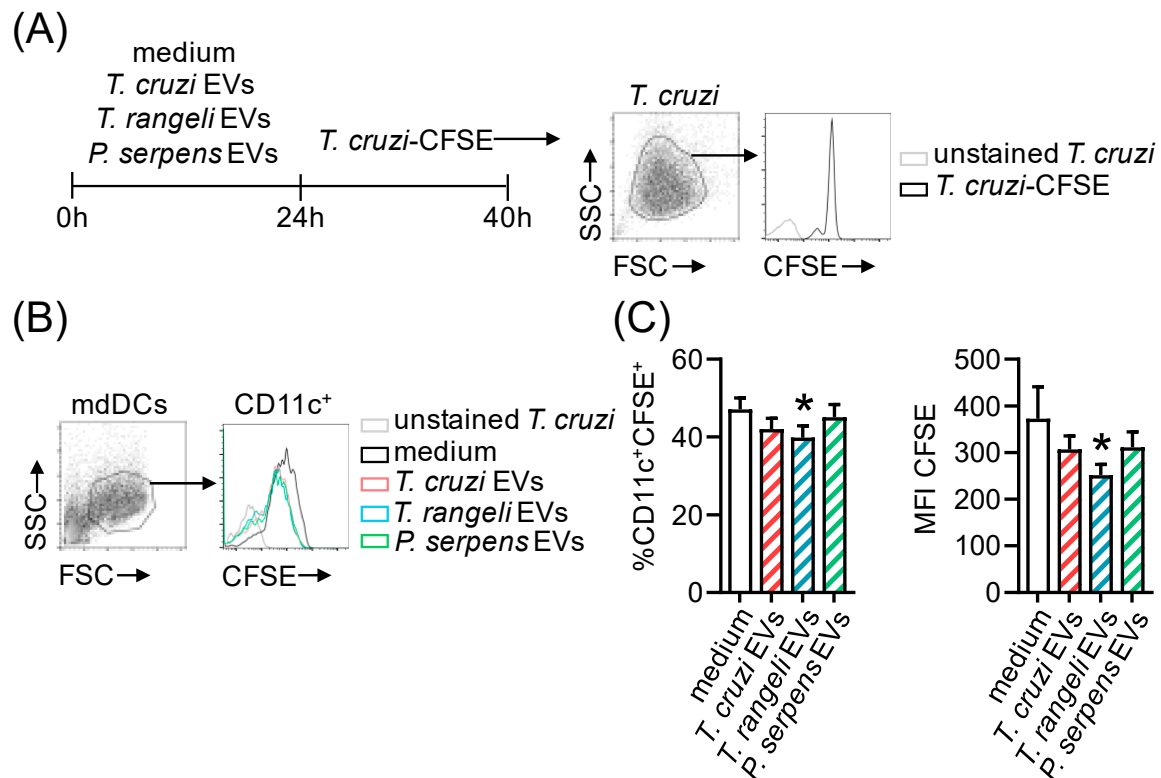 (A)
medium
T. cruzi EVs
T. rangeli EVs
P. serpens EVs
T. cruzi-CFSE
0h
24h
40h
T. cruzi
SSC
FSC
CFSE
unstained T. cruzi
T. cruzi-CFSE
(B)
mdDCs
SSC
FSC
CD11c⁺
CFSE
unstained T. cruzi
medium
T. cruzi EVs
T. rangeli EVs
P. serpens EVs
(C)
%CD11c⁺CFSE⁺
60
40
20
0
*
medium
T. cruzi EVs
T. rangeli EVs
P. serpens EVs
MFI CFSE
500
400
300
200
100
0
*
medium
T. cruzi EVs
T. rangeli EVs
P. serpens EVs